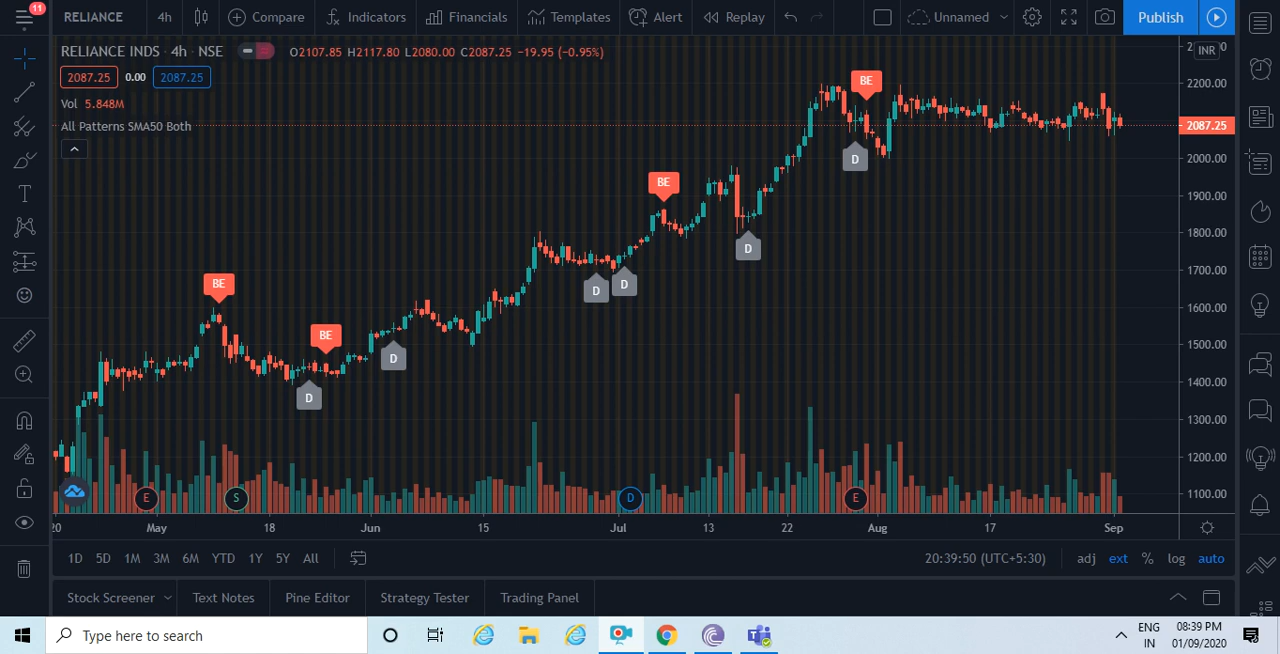 11
RELIANCE 4h Compare Indicators Financials Templates Alert Replay Unnamed Publish
RELIANCE INDS · 4h · NSE O2107.85 H2117.80 L2080.00 C2087.25 −19.95 (−0.95%)
INR
2087.25 0.00 2087.25
Vol 5.848M
All Patterns SMA50 Both
2200.00
2087.25
2000.00
1900.00
1800.00
1700.00
1600.00
1500.00
1400.00
1300.00
1200.00
1100.00
BE
D
BE
D
D
BE
D
D
BE
D
BE
D
E S D E
20 May 18 Jun 15 Jul 13 22 Aug 17 Sep
1D 5D 1M 3M 6M YTD 1Y 5Y All 20:39:50 (UTC+5:30) adj ext % log auto
Stock Screener Text Notes Pine Editor Strategy Tester Trading Panel
Type here to search
ENG
IN
08:39 PM
01/09/2020